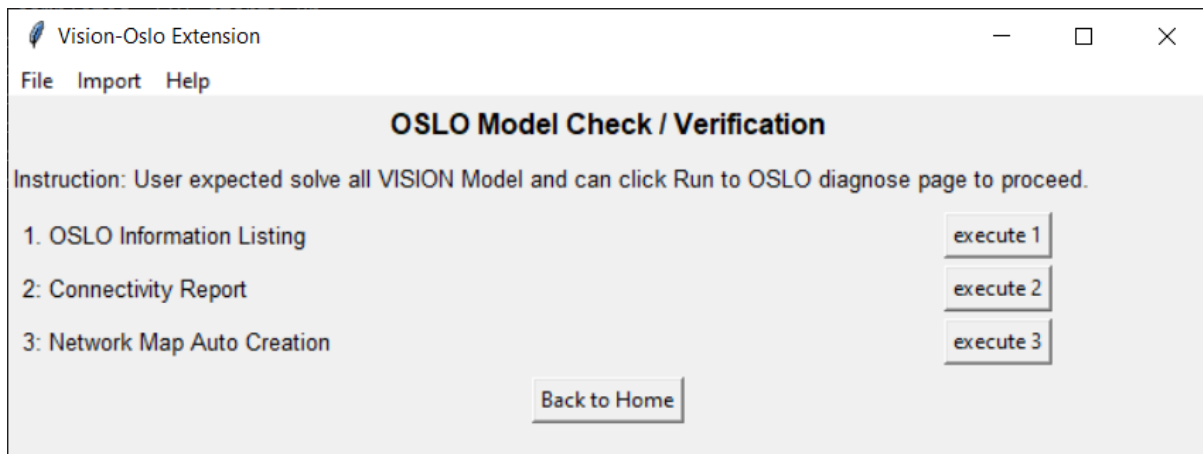 Vision-Oslo Extension
File Import Help
OSLO Model Check / Verification
Instruction: User expected solve all VISION Model and can click Run to OSLO diagnose page to proceed.
1. OSLO Information Listing execute 1
2: Connectivity Report execute 2
3: Network Map Auto Creation execute 3
Back to Home